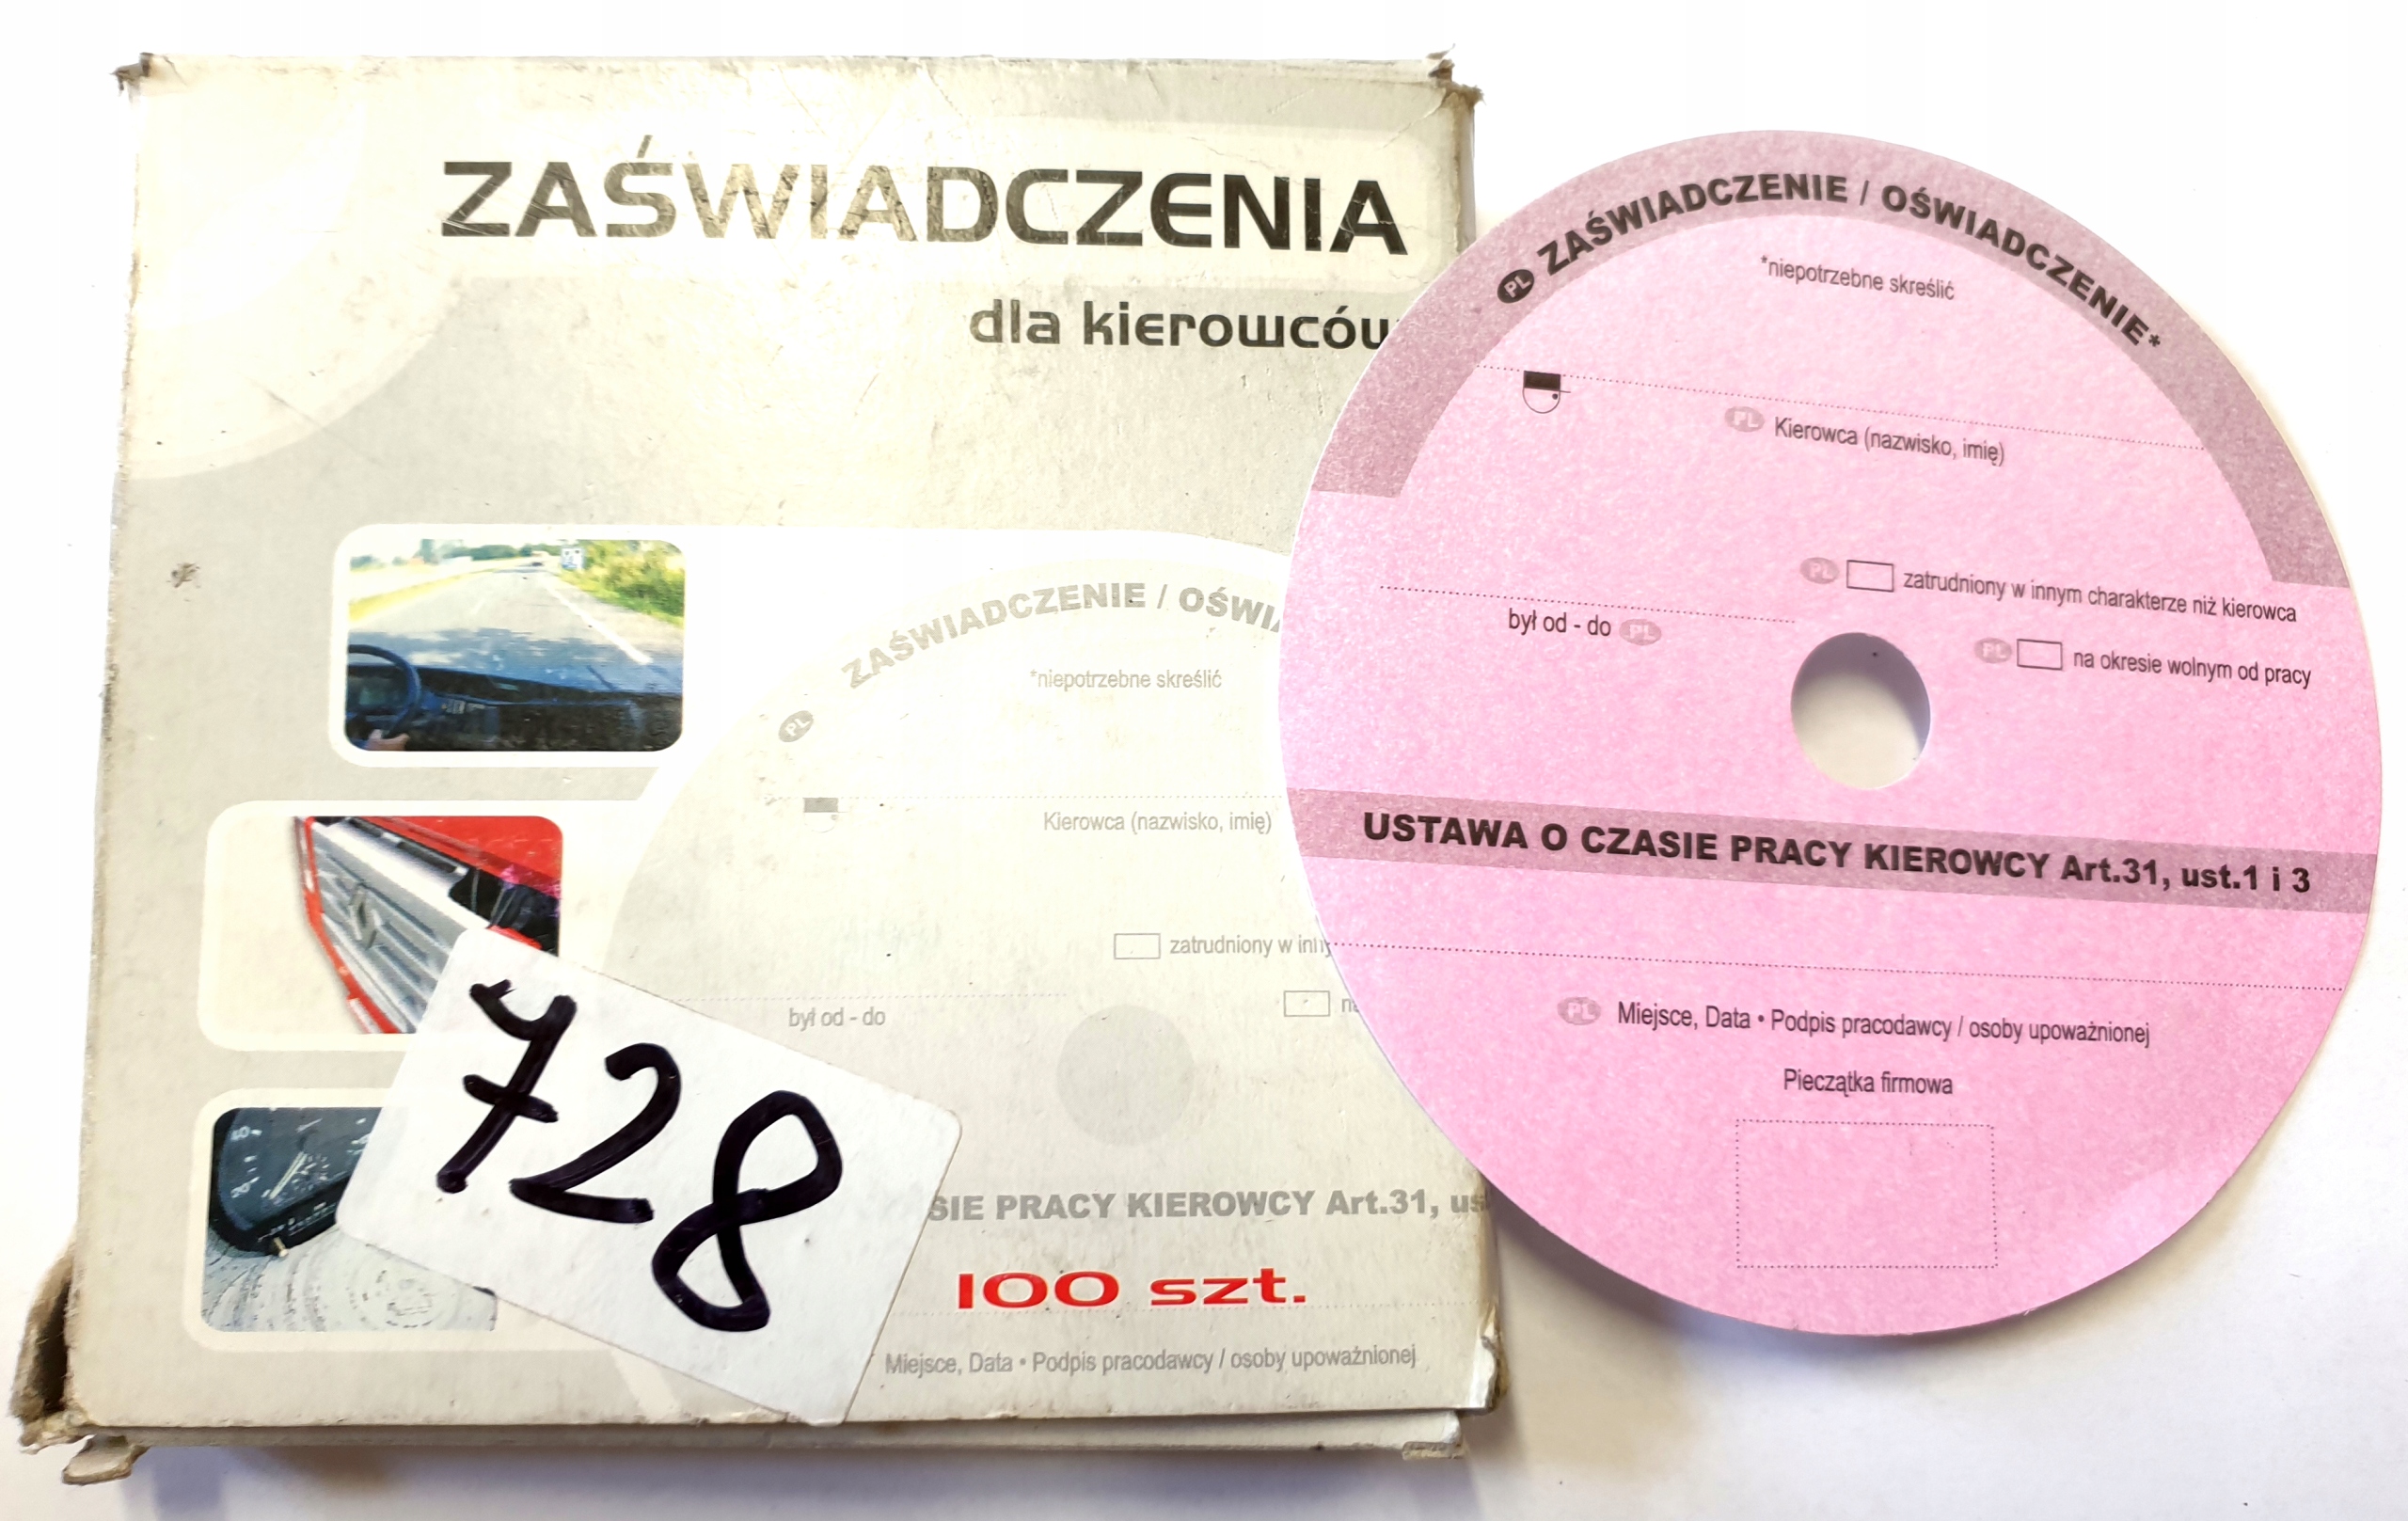 ZAŚWIADCZENIA
dla kierowców
ZAŚWIADCZENIE / OŚWI
*niepotrzebne skreślić
PL
Kierowca (nazwisko, imię)
zatrudniony w inny
był od - do
728
SIE PRACY KIEROWCY Art.31, us
100 szt.
Miejsce, Data • Podpis pracodawcy / osoby upoważnionej
PL ZAŚWIADCZENIE / OŚWIADCZENIE*
*niepotrzebne skreślić
PL Kierowca (nazwisko, imię)
PL zatrudniony w innym charakterze niż kierowca
był od - do PL
PL na okresie wolnym od pracy
USTAWA O CZASIE PRACY KIEROWCY Art.31, ust.1 i 3
PL Miejsce, Data • Podpis pracodawcy / osoby upoważnionej
Pieczątka firmowa